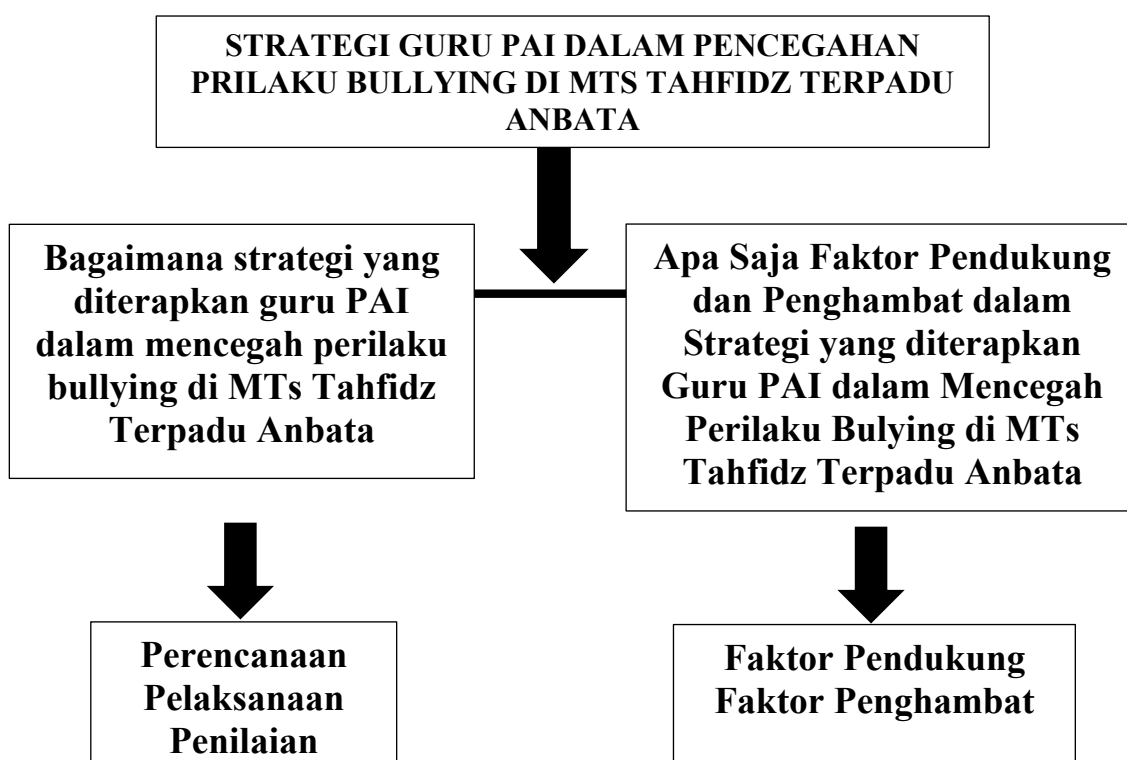 STRATEGI GURU PAI DALAM PENCEGAHAN
PRILAKU BULLYING DI MTS TAHFIDZ TERPADU
ANBATA
Bagaimana strategi yang
diterapkan guru PAI
dalam mencegah perilaku
bullying di MTs Tahfidz
Terpadu Anbata
Apa Saja Faktor Pendukung
dan Penghambat dalam
Strategi yang diterapkan
Guru PAI dalam Mencegah
Perilaku Bulying di MTs
Tahfidz Terpadu Anbata
Perencanaan
Pelaksanaan
Penilaian
Faktor Pendukung
Faktor Penghambat